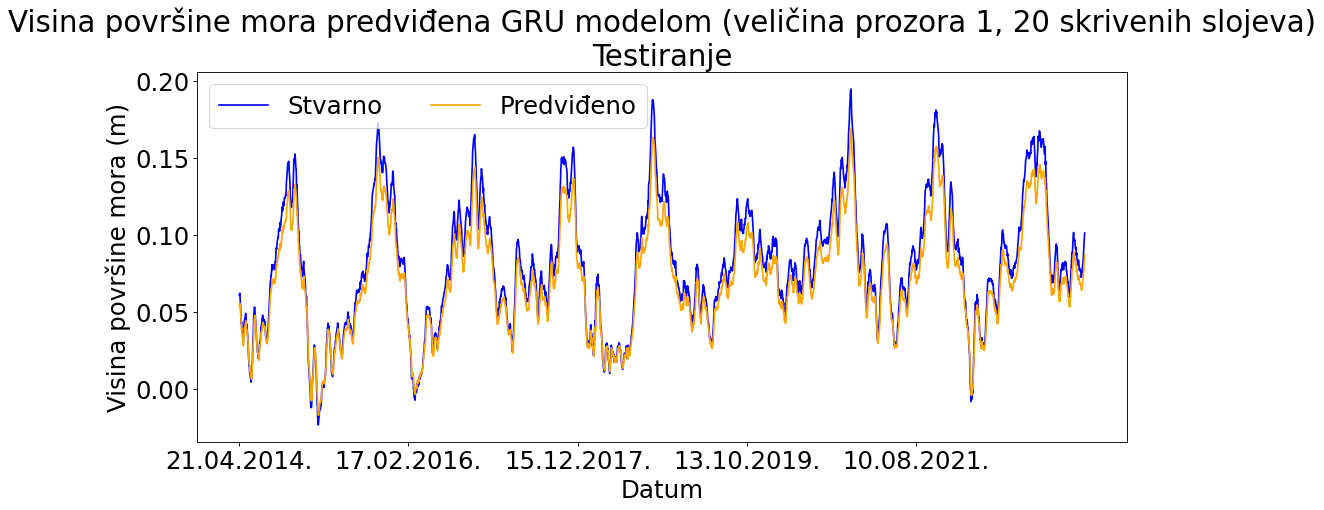 Visina površine mora predviđena GRU modelom (veličina prozora 1, 20 skrivenih slojeva)
Testiranje
Stvarno
Predviđeno
Visina površine mora (m)
0.20
0.15
0.10
0.05
0.00
21.04.2014.
17.02.2016.
15.12.2017.
13.10.2019.
10.08.2021.
Datum